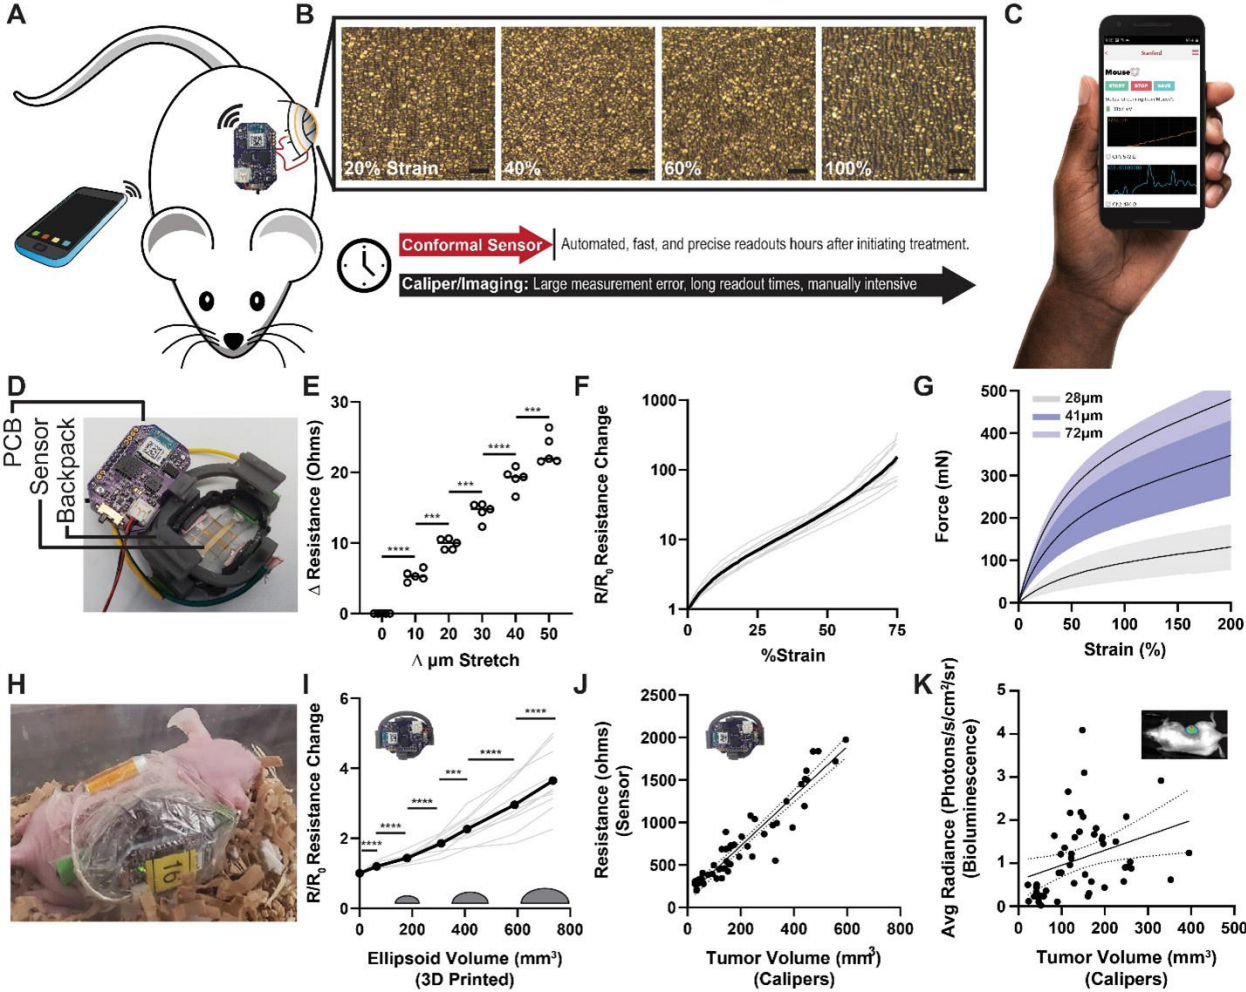 A
B
C
20% Strain
40%
60%
100%
Stanford
Mouse
START STOP SAVE
Conformal Sensor
Automated, fast, and precise readouts hours after initiating treatment.
Caliper/Imaging: Large measurement error, long readout times, manually intensive
D
PCB
Sensor
Backpack
E
Δ Resistance (Ohms)
30
20
10
0
****
***
***
****
***
0 10 20 30 40 50
Λ µm Stretch
F
R/R0 Resistance Change
1000
100
10
1
0 25 50 75
%Strain
G
28µm
41µm
72µm
Force (mN)
500
400
300
200
100
0
0 50 100 150 200
Strain (%)
H
16
I
R/R0 Resistance Change
6
4
2
0
****
****
****
***
****
****
0 200 400 600 800
Ellipsoid Volume (mm³)
(3D Printed)
J
Resistance (ohms)
(Sensor)
2500
2000
1500
1000
500
0
0 200 400 600 800
Tumor Volume (mm³)
(Calipers)
K
Avg Radiance (Photons/s/cm²/sr)
(Bioluminescence)
5
4
3
2
1
0
0 100 200 300 400 500
Tumor Volume (mm³)
(Calipers)